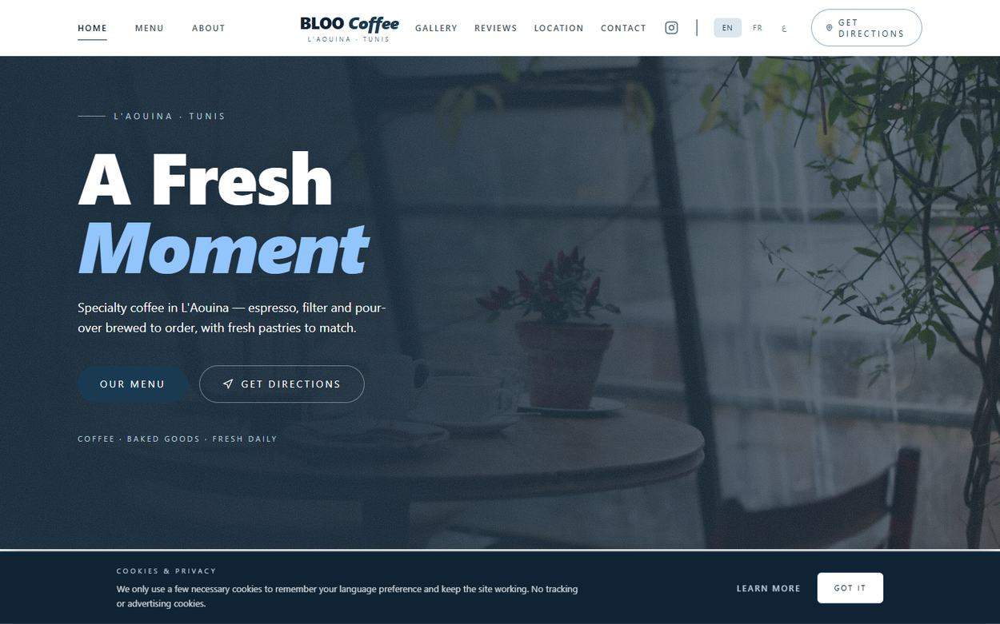 HOME
MENU
ABOUT
BLOO Coffee
L'AOUINA · TUNIS
GALLERY
REVIEWS
LOCATION
CONTACT
EN
FR
ع
GET
DIRECTIONS
L'AOUINA · TUNIS
A Fresh
Moment
Specialty coffee in L'Aouina — espresso, filter and pour-
over brewed to order, with fresh pastries to match.
OUR MENU
GET DIRECTIONS
COFFEE · BAKED GOODS · FRESH DAILY
COOKIES & PRIVACY
We only use a few necessary cookies to remember your language preference and keep the site working. No tracking
or advertising cookies.
LEARN MORE
GOT IT